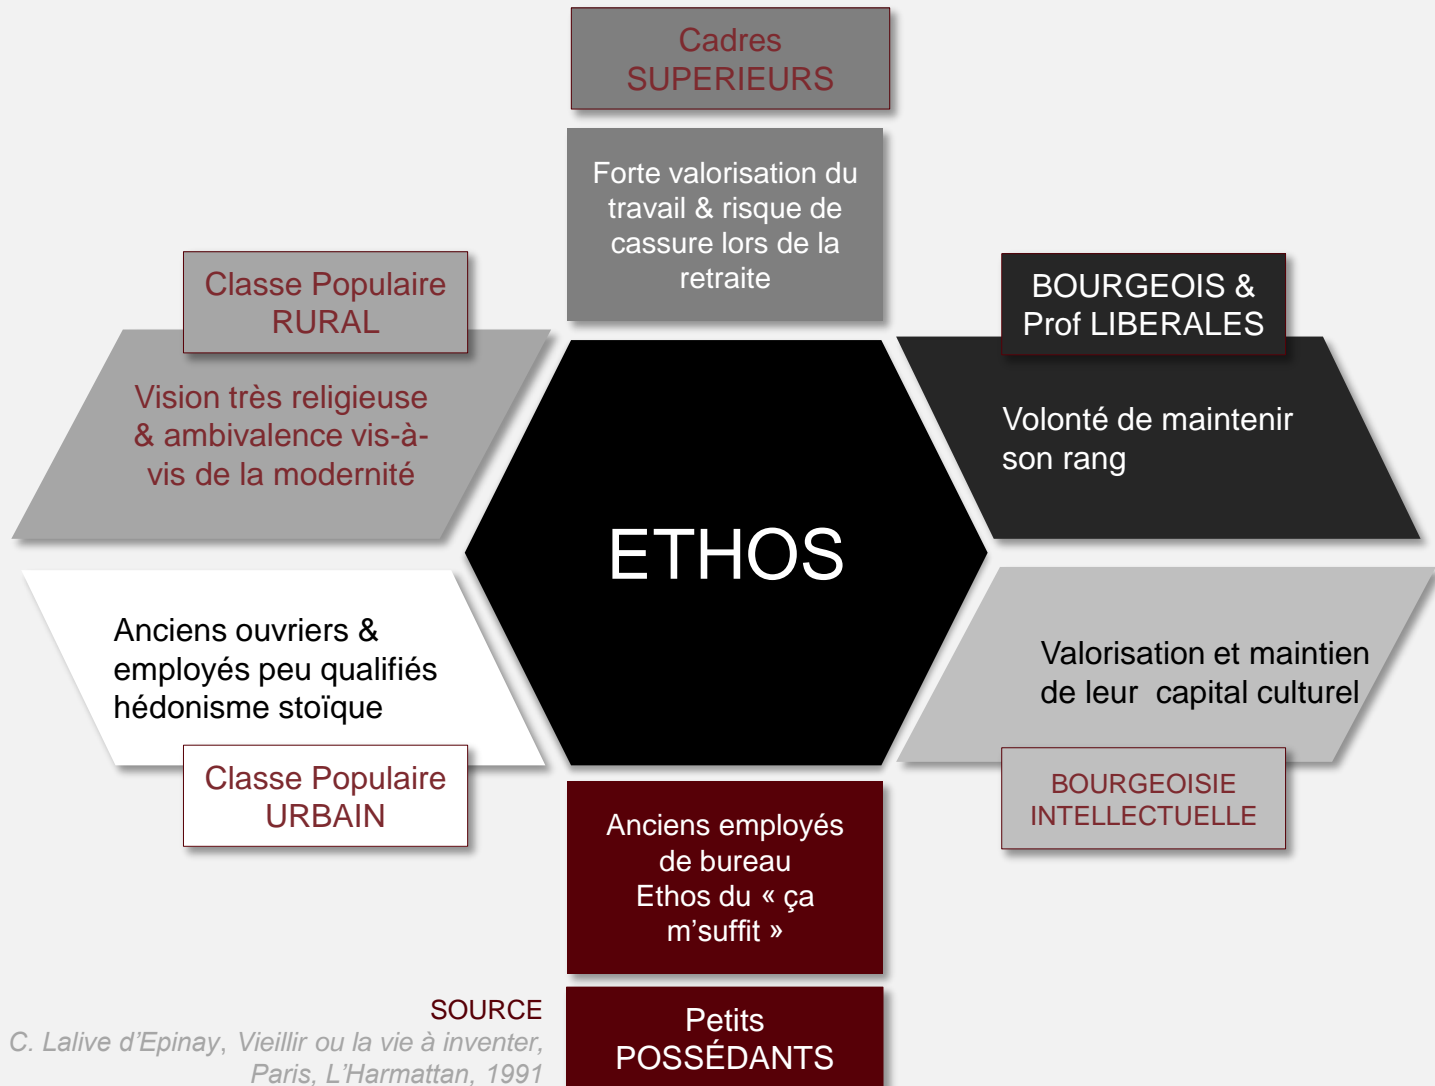 Cadres
SUPERIEURS
Forte valorisation du
travail & risque de
cassure lors de la
retraite
Classe Populaire
RURAL
Vision très religieuse
& ambivalence vis-à-
vis de la modernité
BOURGEOIS &
Prof LIBERALES
Volonté de maintenir
son rang
ETHOS
Anciens ouvriers &
employés peu qualifiés
hédonisme stoïque
Classe Populaire
URBAIN
Valorisation et maintien
de leur capital culturel
BOURGEOISIE
INTELLECTUELLE
Anciens employés
de bureau
Ethos du « ça
m’suffit »
Petits
POSSÉDANTS
SOURCE
C. Lalive d’Epinay, Vieillir ou la vie à inventer,
Paris, L’Harmattan, 1991